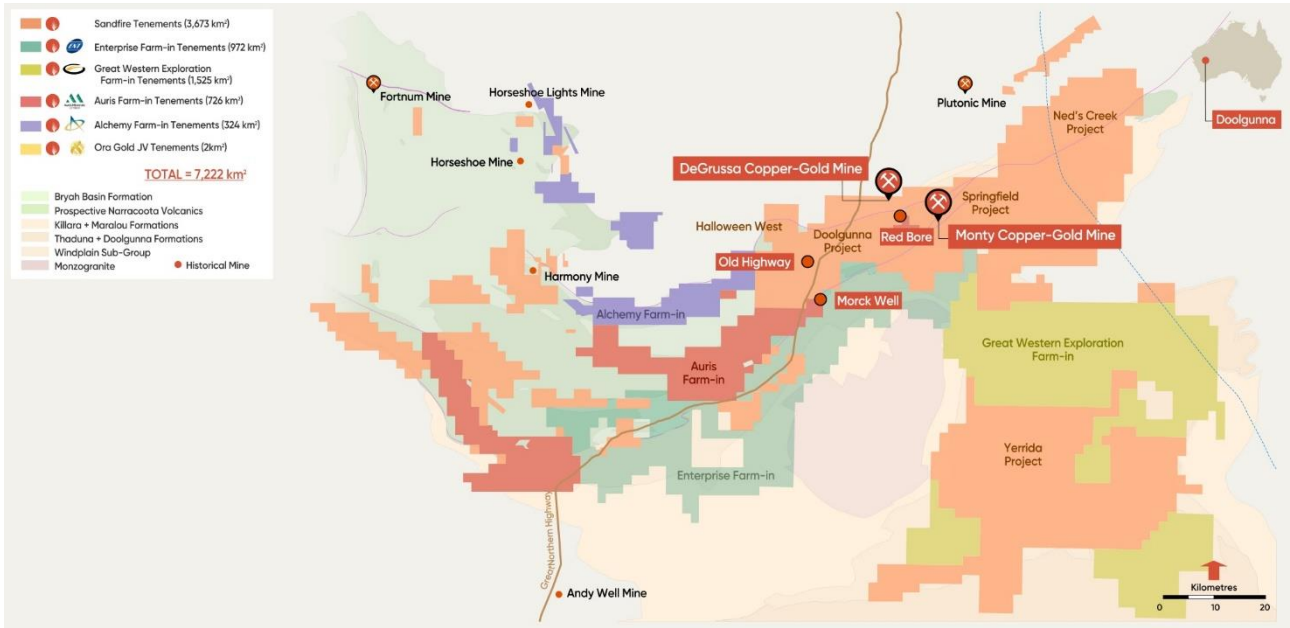 Sandfire Tenements (3,673 km²)
Enterprise Farm-in Tenements (972 km²)
Great Western Exploration
Farm-in Tenements (1,525 km²)
Auris Farm-in Tenements (726 km²)
Alchemy Farm-in Tenements (324 km²)
Ora Gold JV Tenements (2km²)
TOTAL = 7,222 km²
Bryah Basin Formation
Prospective Narracoota Volcanics
Killara + Maralou Formations
Thaduna + Doolgunna Formations
Windplain Sub-Group
Monzogranite
Historical Mine
Fortnum Mine
Horseshoe Lights Mine
Horseshoe Mine
Plutonic Mine
Ned's Creek
Project
Doolgunna
DeGrussa Copper-Gold Mine
Springfield
Project
Halloween West
Doolgunna
Project
Red Bore
Monty Copper-Gold Mine
Old Highway
Harmony Mine
Morck Well
Alchemy Farm-in
Auris
Farm-in
Great Western Exploration
Farm-in
Yerrida
Project
Enterprise Farm-in
Great Northern Highway
Andy Well Mine
Kilometres
0 10 20